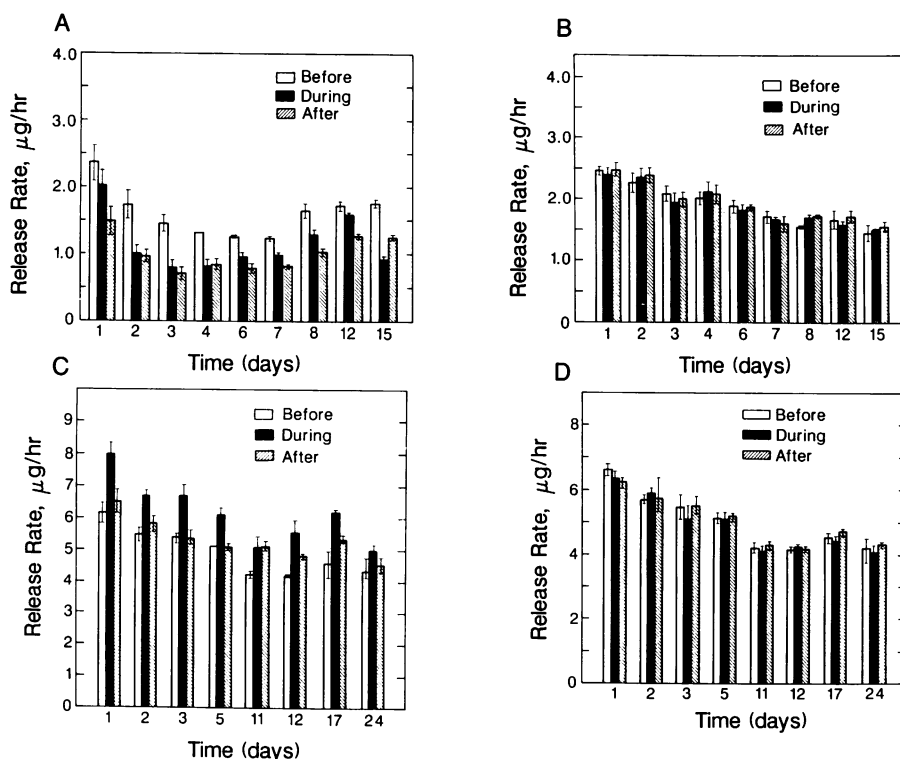 A
Release Rate, μg/hr
4.0
3.0
2.0
1.0
0
Before
During
After
1 2 3 4 6 7 8 12 15
Time (days)
B
Release Rate, μg/hr
4.0
3.0
2.0
1.0
0
Before
During
After
1 2 3 4 6 7 8 12 15
Time (days)
C
Release Rate, μg/hr
9
8
7
6
5
4
3
2
1
0
Before
During
After
1 2 3 5 11 12 17 24
Time (days)
D
Release Rate, μg/hr
8
6
4
2
0
Before
During
After
1 2 3 5 11 12 17 24
Time (days)